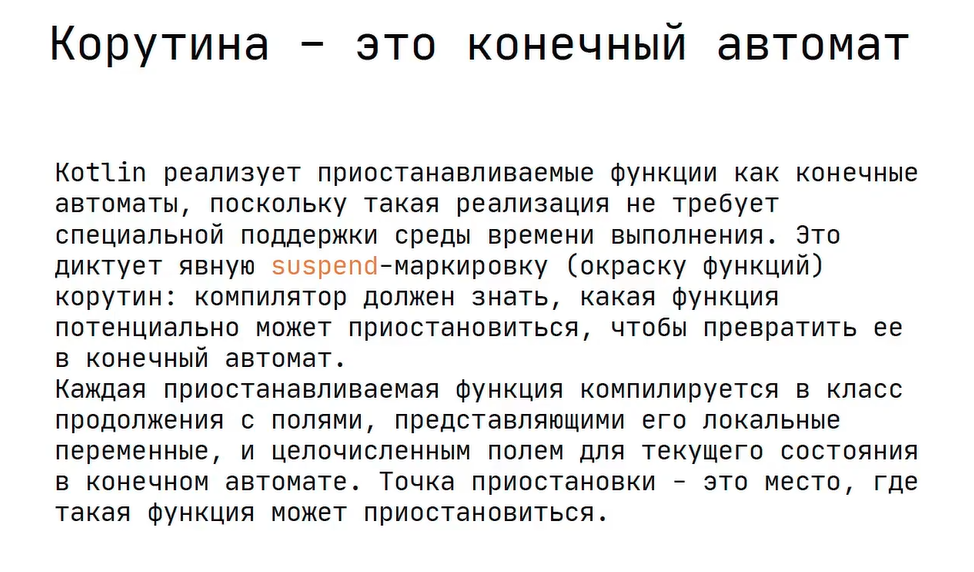 Корутина – это конечный автомат
Kotlin реализует приостанавливаемые функции как конечные
автоматы, поскольку такая реализация не требует
специальной поддержки среды времени выполнения. Это
диктует явную suspend-маркировку (окраску функций)
корутин: компилятор должен знать, какая функция
потенциально может приостановиться, чтобы превратить ее
в конечный автомат.
Каждая приостанавливаемая функция компилируется в класс
продолжения с полями, представляющими его локальные
переменные, и целочисленным полем для текущего состояния
в конечном автомате. Точка приостановки - это место, где
такая функция может приостановиться.